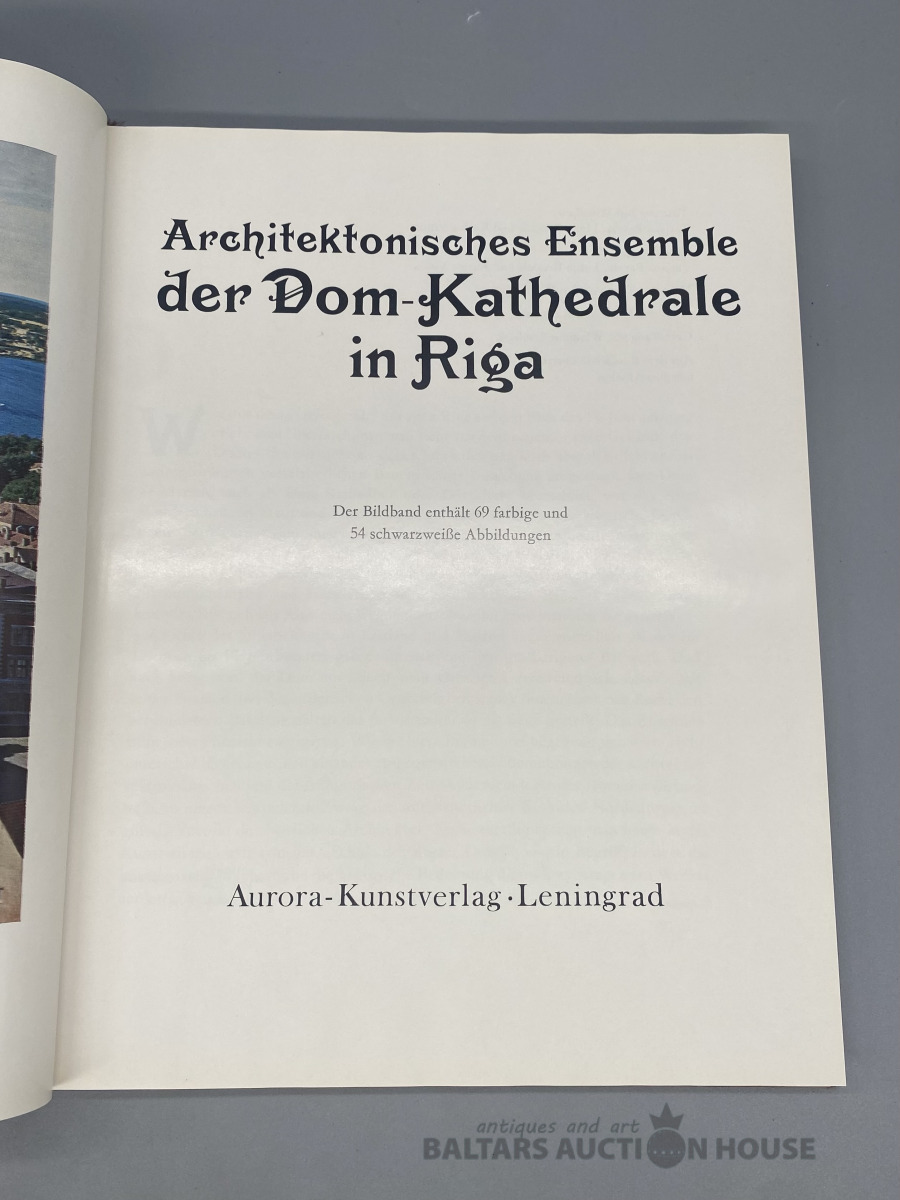 Architektonisches Ensemble
der Dom-Kathedrale
in Riga
Der Bildband enthält 69 farbige und
54 schwarzweiße Abbildungen
Aurora-Kunstverlag · Leningrad
antiques and art
BALTARS AUCTION HOUSE